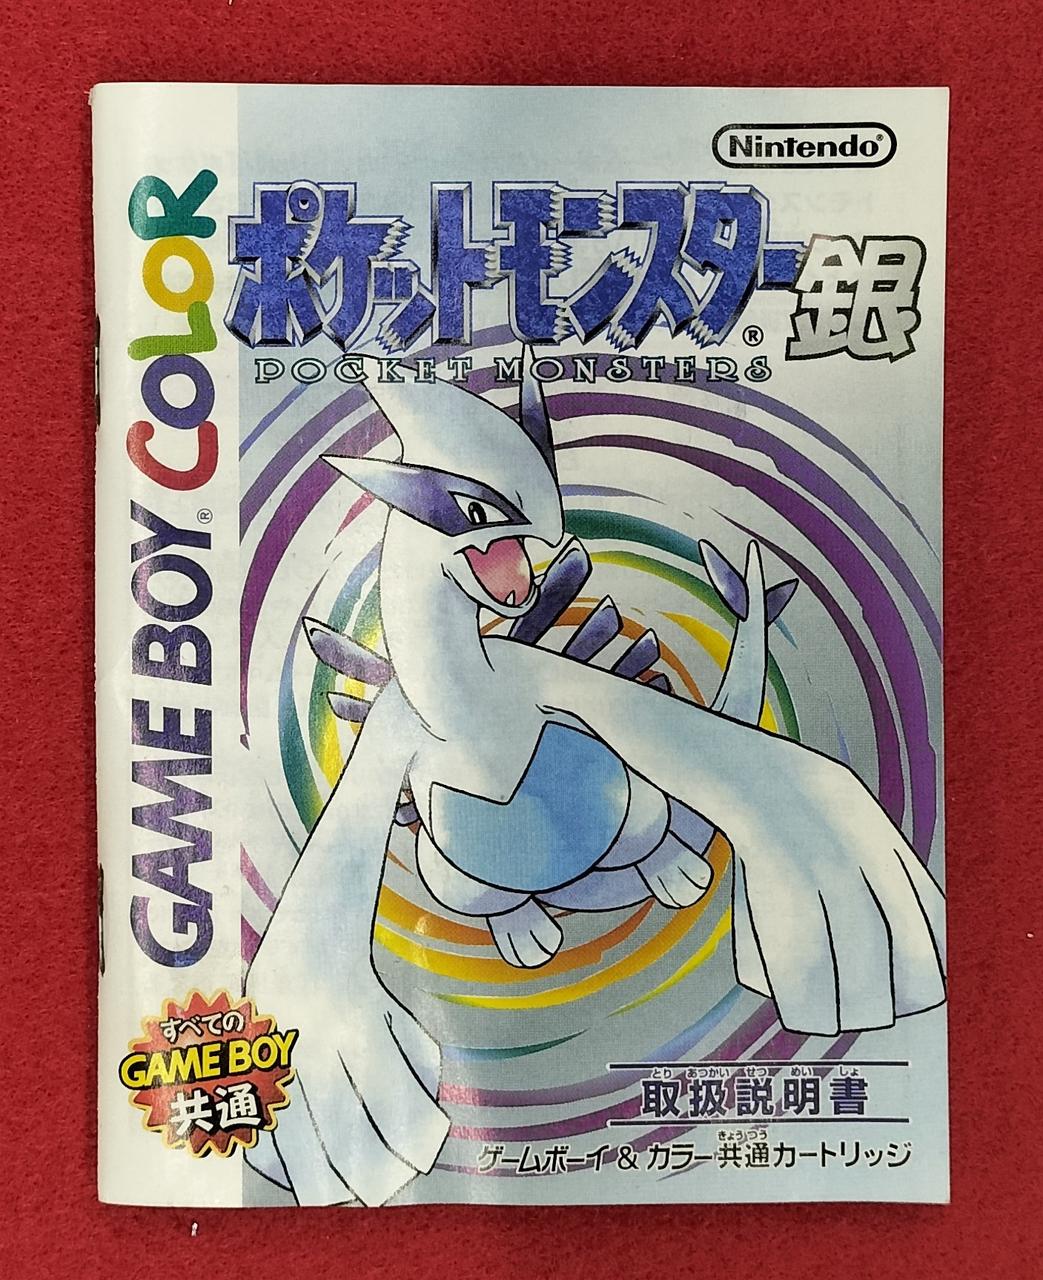 Nintendo®
ポケットモンスター®銀
POCKET MONSTERS
GAME BOY® COLOR
すべての
GAME BOY
共通
とりあつかいせつめいしょ
取扱説明書
きょうつう
ゲームボーイ & カラー共通カートリッジ